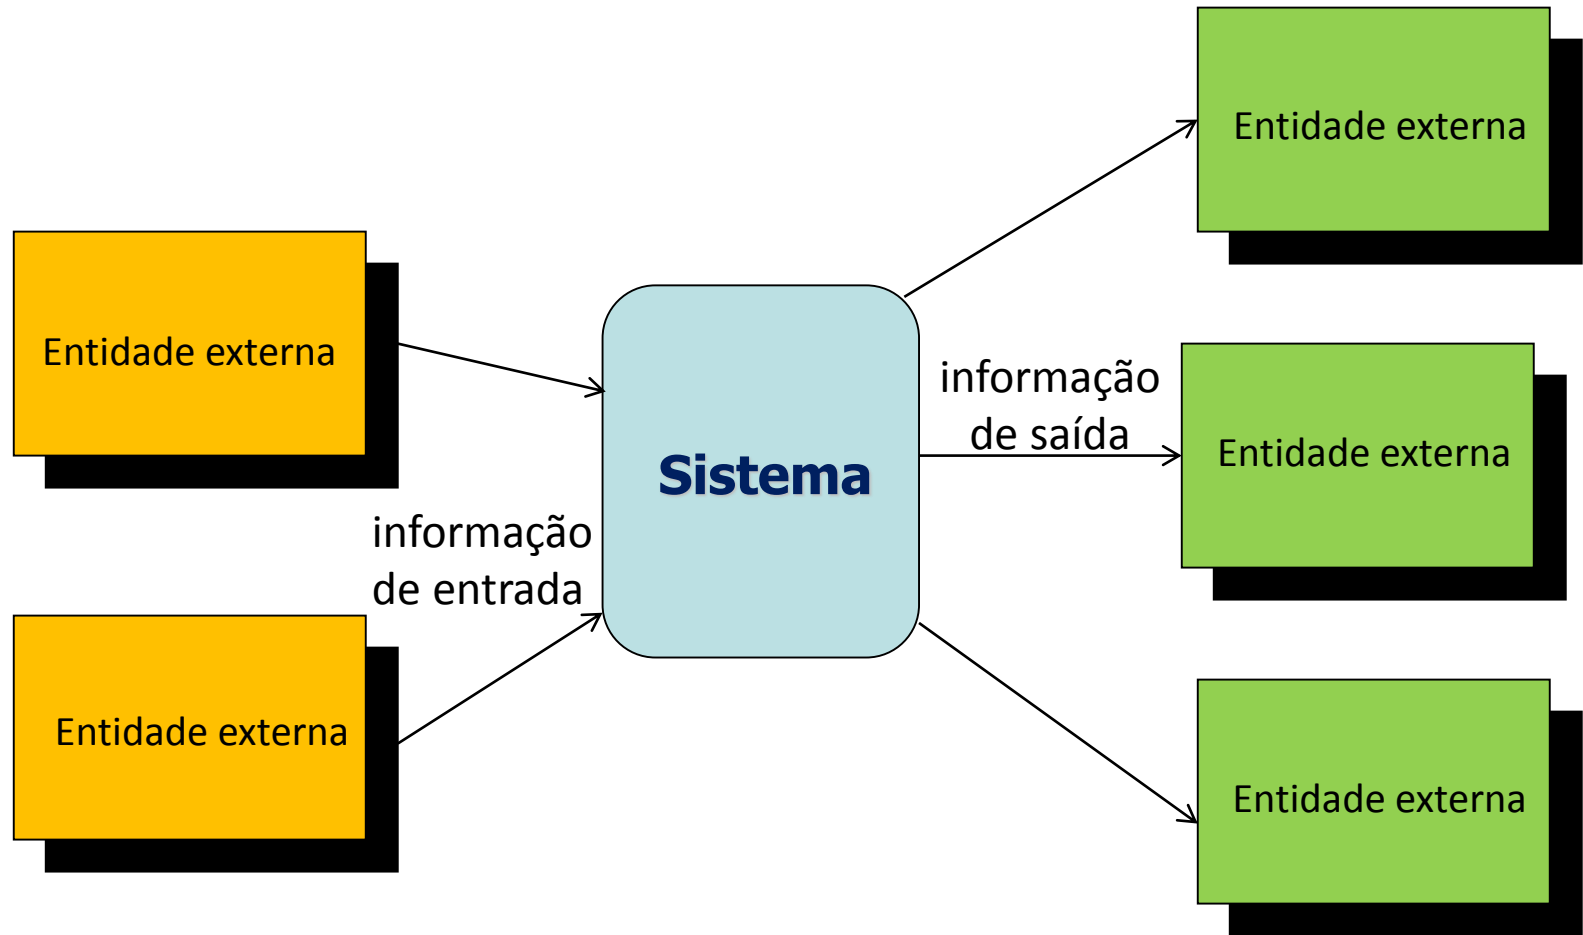 Entidade externa
Entidade externa
informação
de entrada
Sistema
informação
de saída
Entidade externa
Entidade externa
Entidade externa